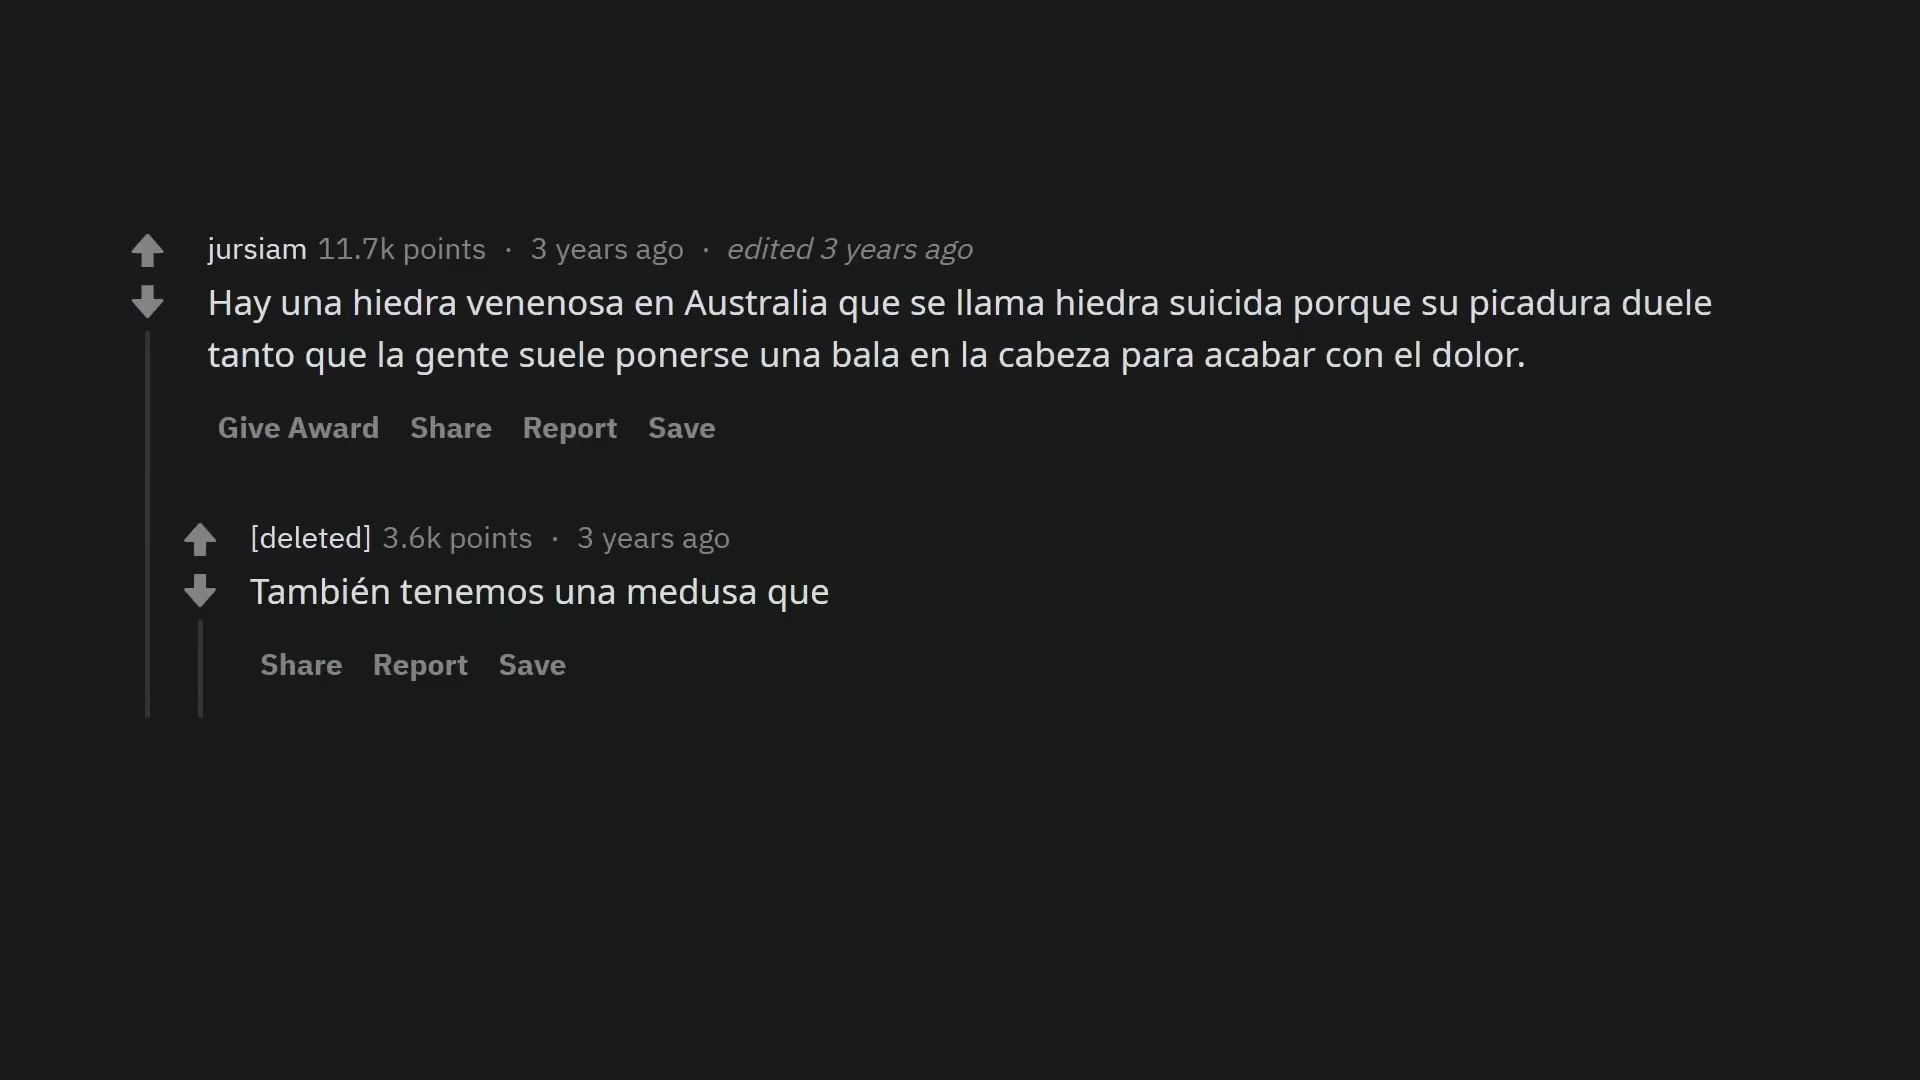 jursiam 11.7k points · 3 years ago · edited 3 years ago
Hay una hiedra venenosa en Australia que se llama hiedra suicida porque su picadura duele
tanto que la gente suele ponerse una bala en la cabeza para acabar con el dolor.
Give Award Share Report Save
[deleted] 3.6k points · 3 years ago
También tenemos una medusa que
Share Report Save